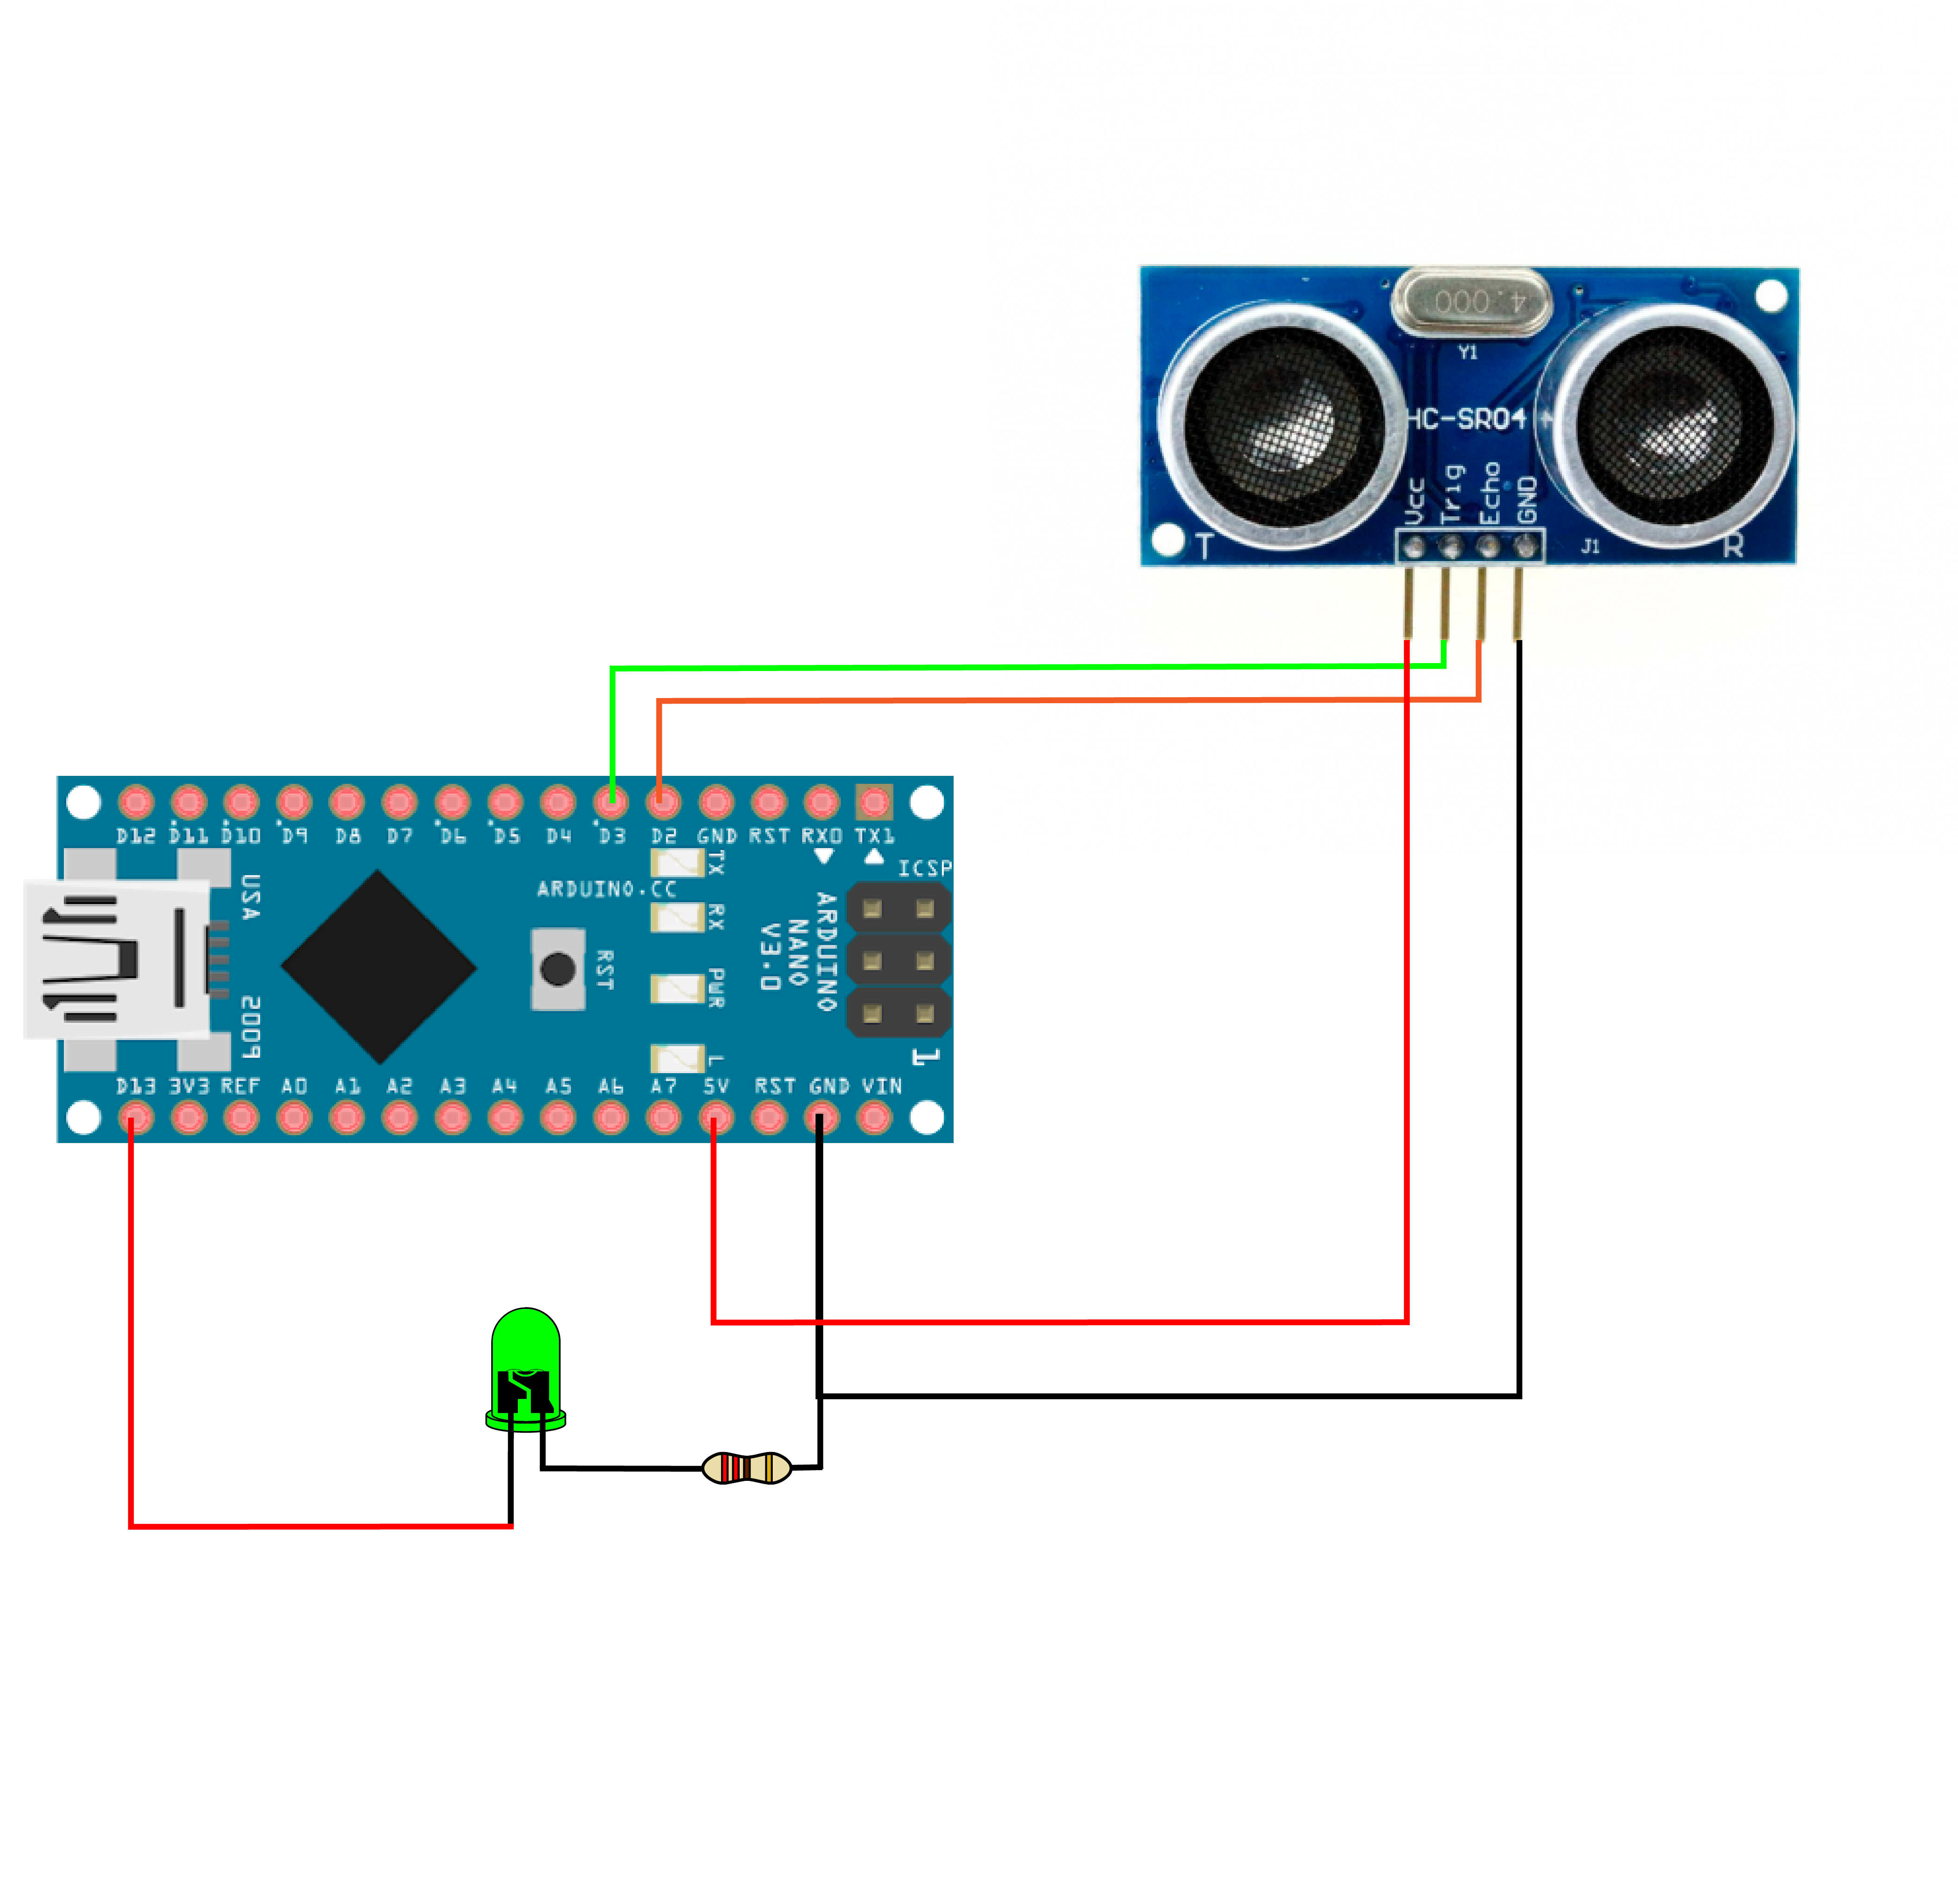 4.000
Y1
HC-SR04
Vcc
Trig
Echo
GND
T
J1
R
D12 D11 D10 D9 D8 D7 D6 D5 D4 D3 D2 GND RST RX0 TX1
TX
ICSP
USA
ARDUINO.CC
RX
ARDUINO
NANO
V3.0
RST
PWR
2009
L
1
D13 3V3 REF A0 A1 A2 A3 A4 A5 A6 A7 5V RST GND VIN